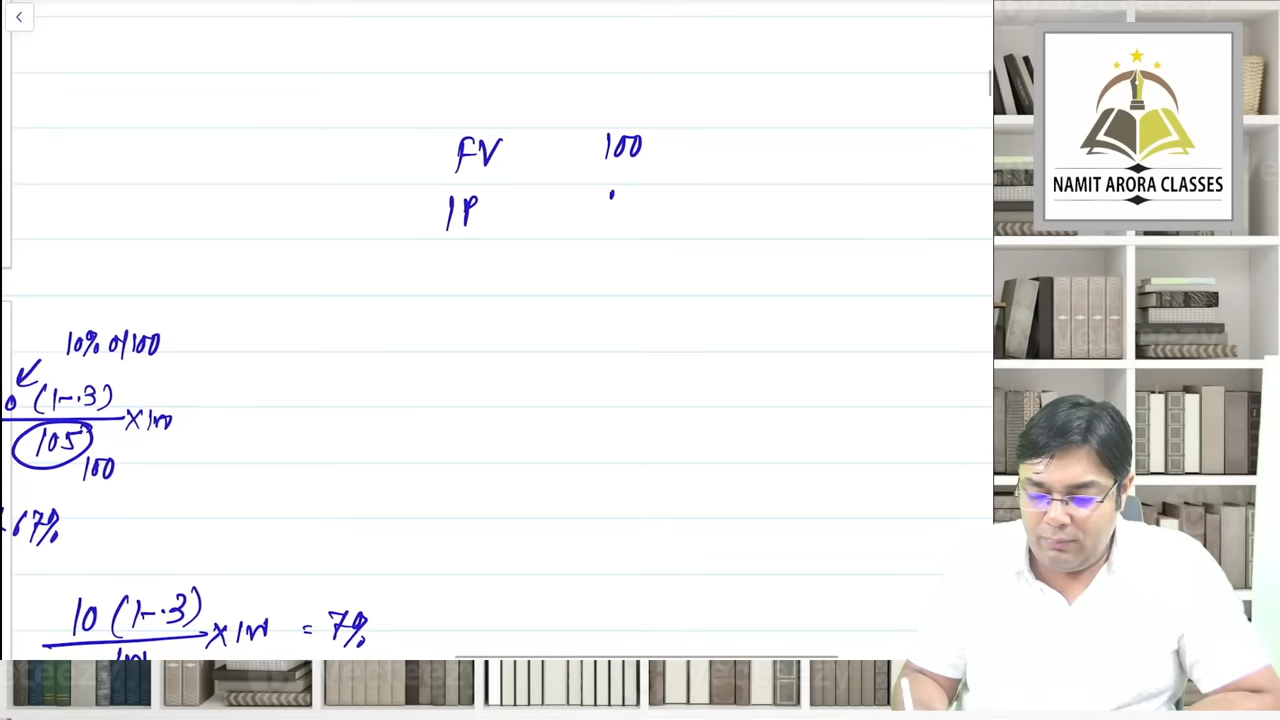 FV 100
IP
10% of 100
(1-.3)
105 × 100
100
.67%
10 (1-.3) × 100 = 7%
NAMIT ARORA CLASSES